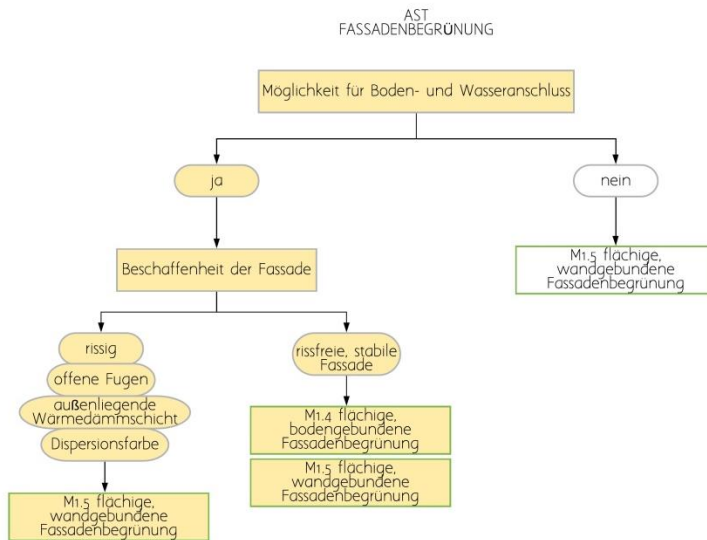 AST
FASSADENBEGRÜNUNG
Möglichkeit für Boden- und Wasseranschluss
ja
nein
M1.5 flächige,
wandgebundene
Fassadenbegrünung
Beschaffenheit der Fassade
rissig
offene Fugen
außenliegende
Wärmedämmschicht
Dispersionsfarbe
M1.5 flächige,
wandgebundene
Fassadenbegrünung
rissfreie, stabile
Fassade
M1.4 flächige,
bodengebundene
Fassadenbegrünung
M1.5 flächige,
wandgebundene
Fassadenbegrünung